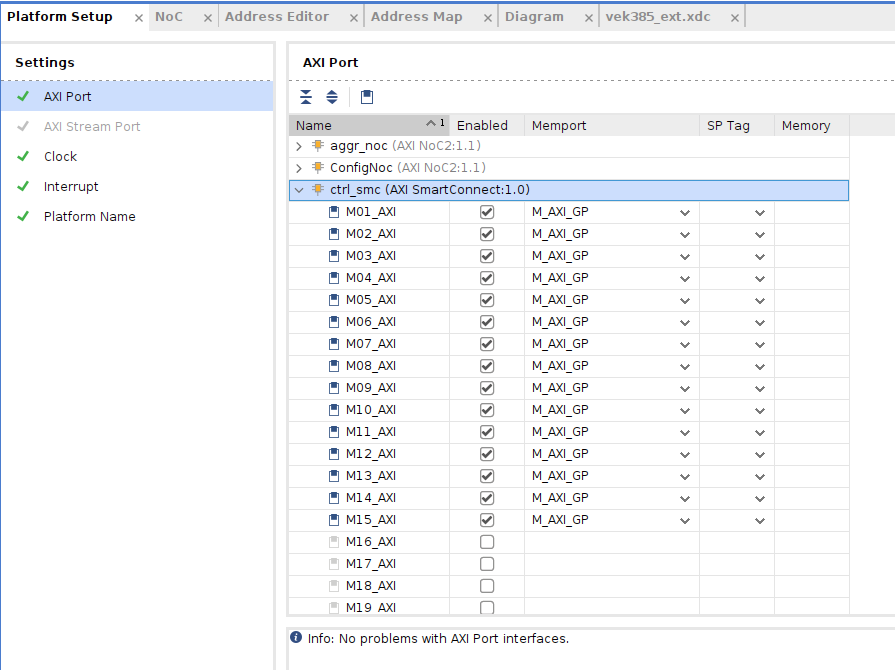 Platform Setup NoC Address Editor Address Map Diagram vek385_ext.xdc
Settings
AXI Port
AXI Stream Port
Clock
Interrupt
Platform Name
AXI Port
Name 1 Enabled Memport SP Tag Memory
aggr_noc (AXI NoC2:1.1)
ConfigNoc (AXI NoC2:1.1)
ctrl_smc (AXI SmartConnect:1.0)
M01_AXI M_AXI_GP
M02_AXI M_AXI_GP
M03_AXI M_AXI_GP
M04_AXI M_AXI_GP
M05_AXI M_AXI_GP
M06_AXI M_AXI_GP
M07_AXI M_AXI_GP
M08_AXI M_AXI_GP
M09_AXI M_AXI_GP
M10_AXI M_AXI_GP
M11_AXI M_AXI_GP
M12_AXI M_AXI_GP
M13_AXI M_AXI_GP
M14_AXI M_AXI_GP
M15_AXI M_AXI_GP
M16_AXI
M17_AXI
M18_AXI
M19_AXI
Info: No problems with AXI Port interfaces.